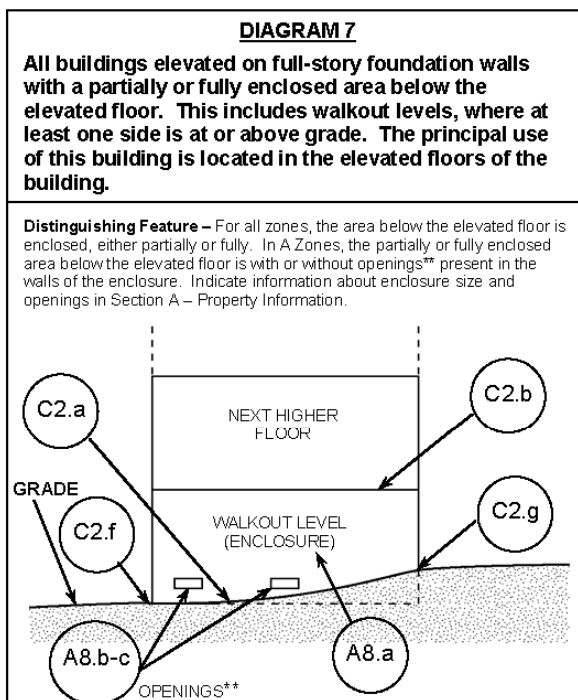 DIAGRAM 7
All buildings elevated on full-story foundation walls
with a partially or fully enclosed area below the
elevated floor. This includes walkout levels, where at
least one side is at or above grade. The principal use
of this building is located in the elevated floors of the
building.
Distinguishing Feature – For all zones, the area below the elevated floor is
enclosed, either partially or fully. In A Zones, the partially or fully enclosed
area below the elevated floor is with or without openings** present in the
walls of the enclosure. Indicate information about enclosure size and
openings in Section A – Property Information.
C2.a
C2.b
NEXT HIGHER
FLOOR
GRADE
C2.f
WALKOUT LEVEL
(ENCLOSURE)
C2.g
A8.b-c
A8.a
OPENINGS**